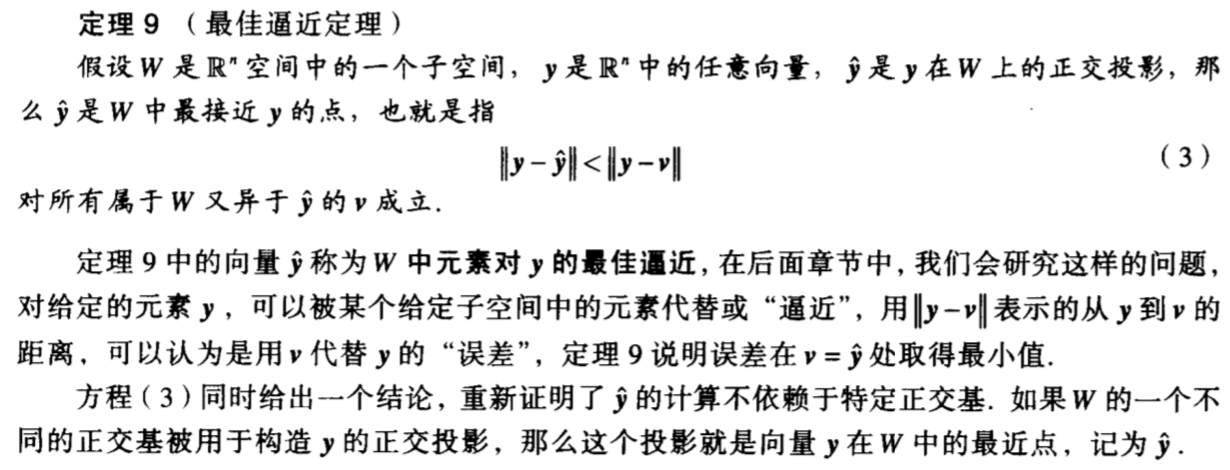 定理 9 （最佳逼近定理）
假设 W 是 ℝⁿ 空间中的一个子空间，y 是 ℝⁿ 中的任意向量，ŷ 是 y 在 W 上的正交投影，那
么 ŷ 是 W 中最接近 y 的点，也就是指
‖y − ŷ‖ < ‖y − v‖ （3）
对所有属于 W 又异于 ŷ 的 v 成立.
定理 9 中的向量 ŷ 称为 W 中元素对 y 的最佳逼近，在后面章节中，我们会研究这样的问题，
对给定的元素 y，可以被某个给定子空间中的元素代替或“逼近”，用 ‖y − v‖ 表示的从 y 到 v 的
距离，可以认为是用 v 代替 y 的“误差”，定理 9 说明误差在 v = ŷ 处取得最小值.
方程（3）同时给出一个结论，重新证明了 ŷ 的计算不依赖于特定正交基. 如果 W 的一个不
同的正交基被用于构造 y 的正交投影，那么这个投影就是向量 y 在 W 中的最近点，记为 ŷ.